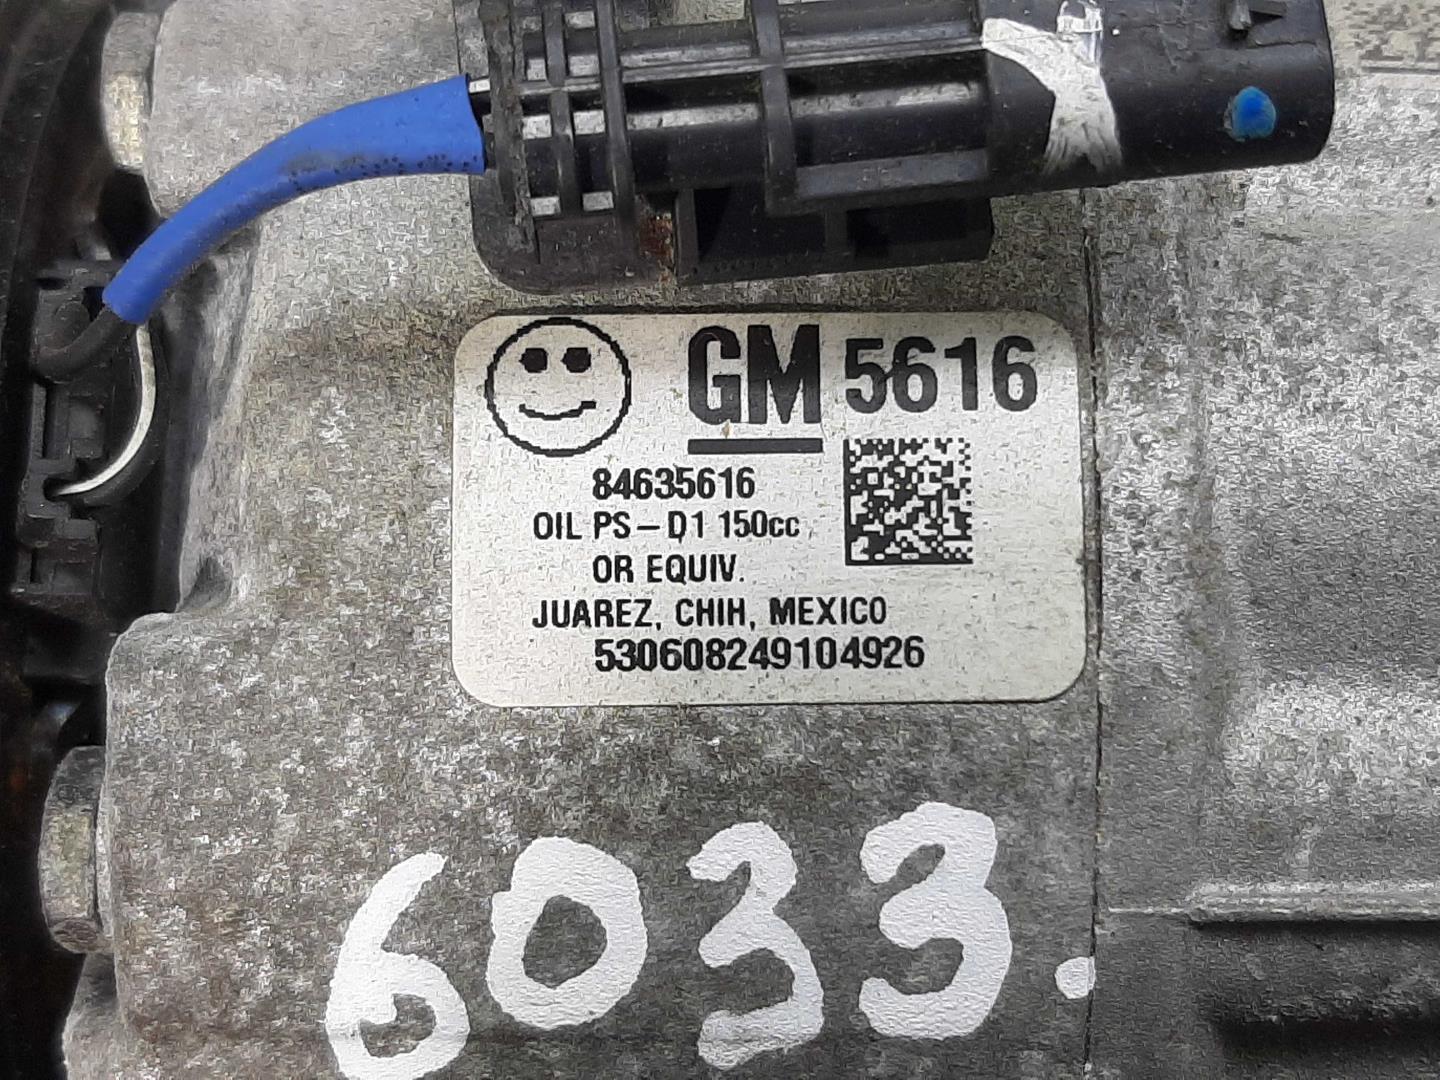 GM 5616
84635616
OIL PS-D1 150cc
OR EQUIV.
JUAREZ, CHIH, MEXICO
530608249104926
6033.